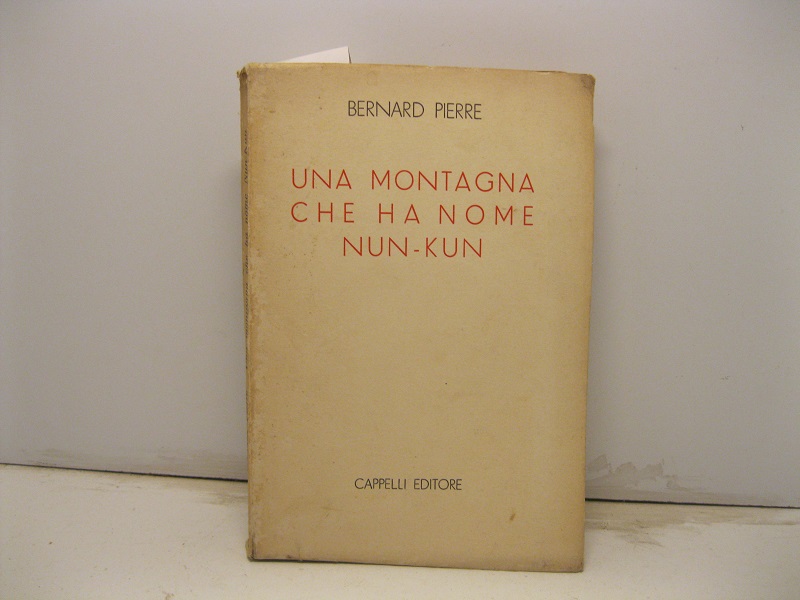 BERNARD PIERRE
UNA MONTAGNA
CHE HA NOME
NUN-KUN
CAPPELLI EDITORE